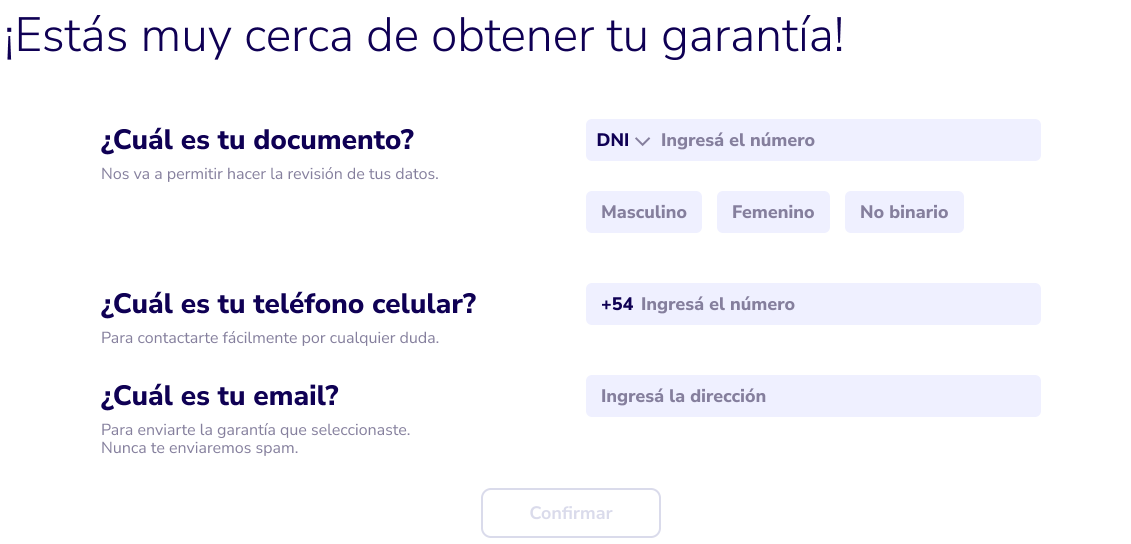 ¡Estás muy cerca de obtener tu garantía!
¿Cuál es tu documento?
Nos va a permitir hacer la revisión de tus datos.
DNI Ingresá el número
Masculino Femenino No binario
¿Cuál es tu teléfono celular?
Para contactarte fácilmente por cualquier duda.
+54 Ingresá el número
¿Cuál es tu email?
Para enviarte la garantía que seleccionaste.
Nunca te enviaremos spam.
Ingresá la dirección
Confirmar